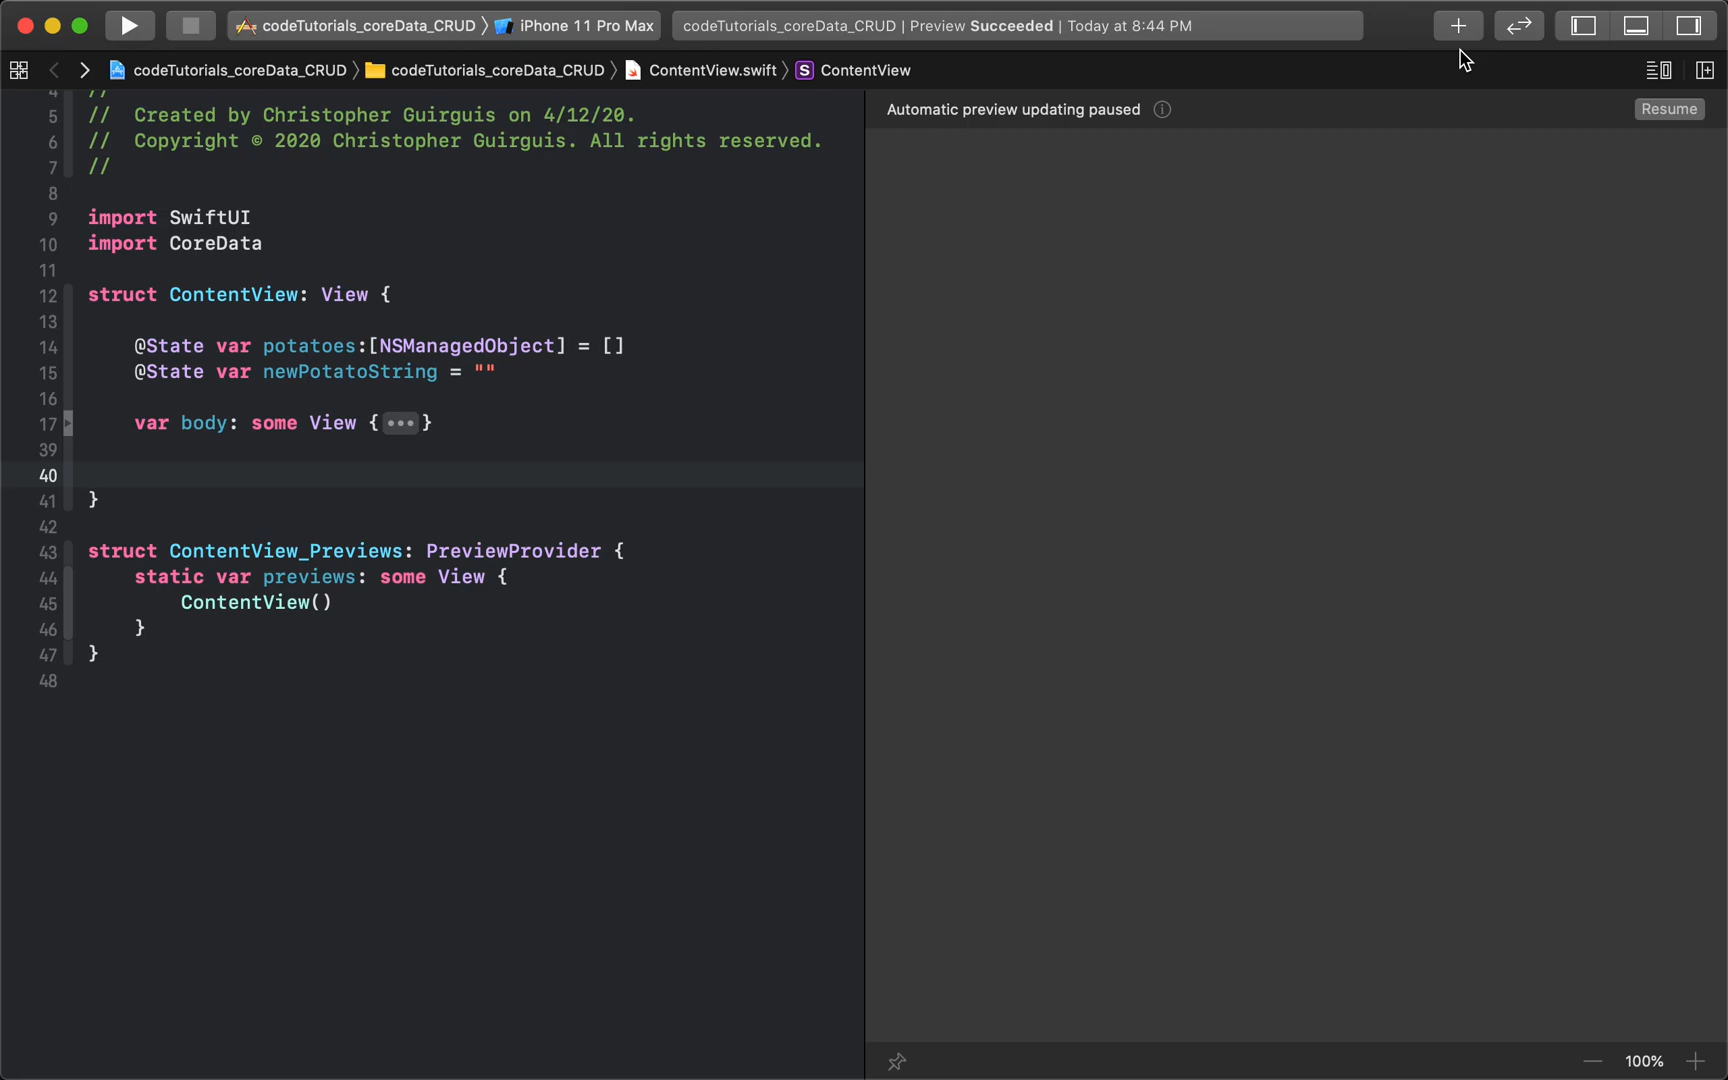 codeTutorials_coreData_CRUD 〉 iPhone 11 Pro Max
codeTutorials_coreData_CRUD | Preview Succeeded | Today at 8:44 PM
codeTutorials_coreData_CRUD 〉 codeTutorials_coreData_CRUD 〉 ContentView.swift 〉 S ContentView
4 //
5 // Created by Christopher Guirguis on 4/12/20.
6 // Copyright © 2020 Christopher Guirguis. All rights reserved.
7 //
8
9 import SwiftUI
10 import CoreData
11
12 struct ContentView: View {
13
14 @State var potatoes:[NSManagedObject] = []
15 @State var newPotatoString = ""
16
17 var body: some View {•••}
39
40
41 }
42
43 struct ContentView_Previews: PreviewProvider {
44 static var previews: some View {
45 ContentView()
46 }
47 }
48
Automatic preview updating paused
Resume
100%